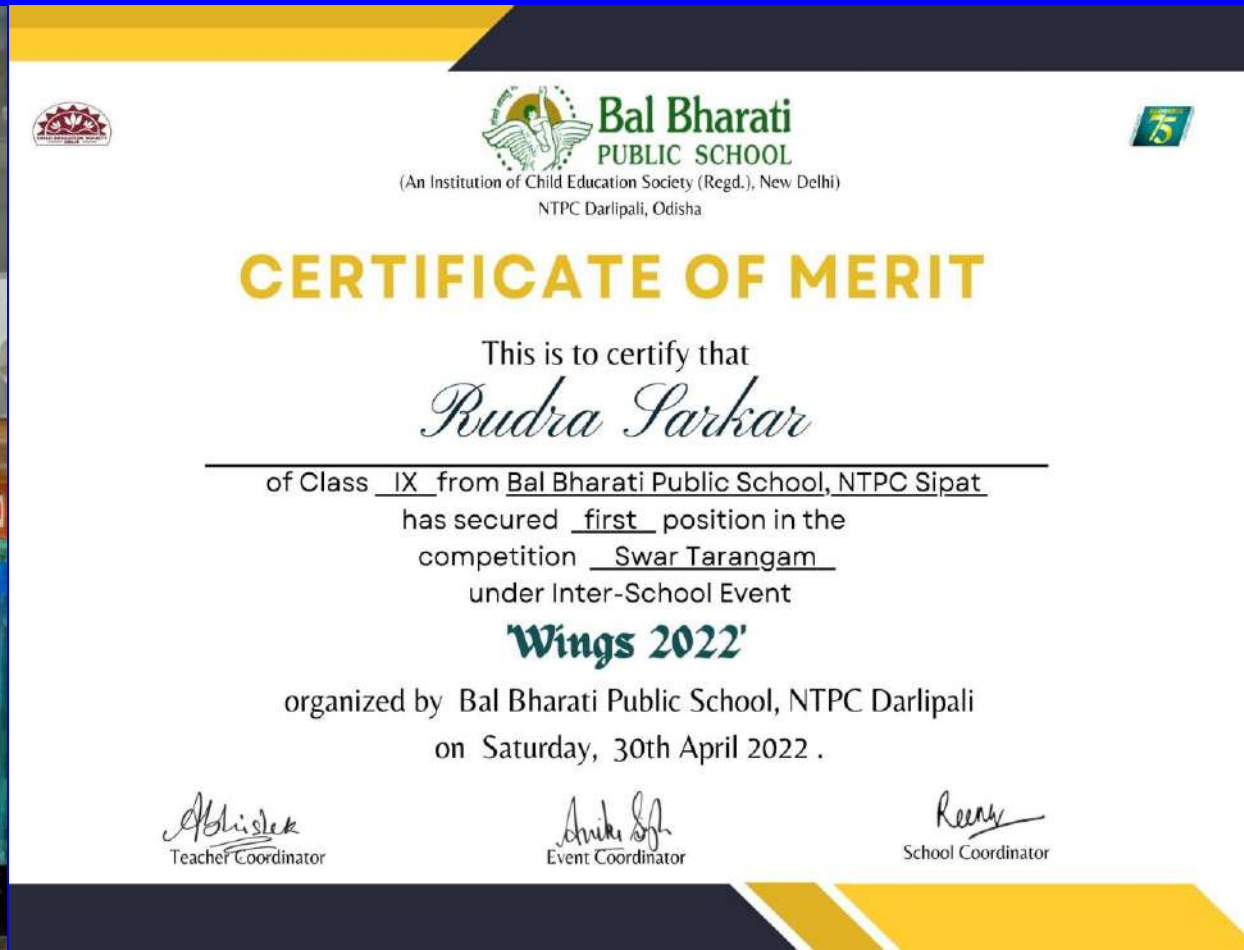 Bal Bharati
PUBLIC SCHOOL
(An Institution of Child Education Society (Regd.), New Delhi)
NTPC Darlipali, Odisha
75
CERTIFICATE OF MERIT
This is to certify that
Rudra Sarkar
of Class IX from Bal Bharati Public School, NTPC Sipat
has secured first position in the
competition Swar Tarangam
under Inter-School Event
'Wings 2022'
organized by Bal Bharati Public School, NTPC Darlipali
on Saturday, 30th April 2022 .
Abhishek
Teacher Coordinator
Event Coordinator
School Coordinator